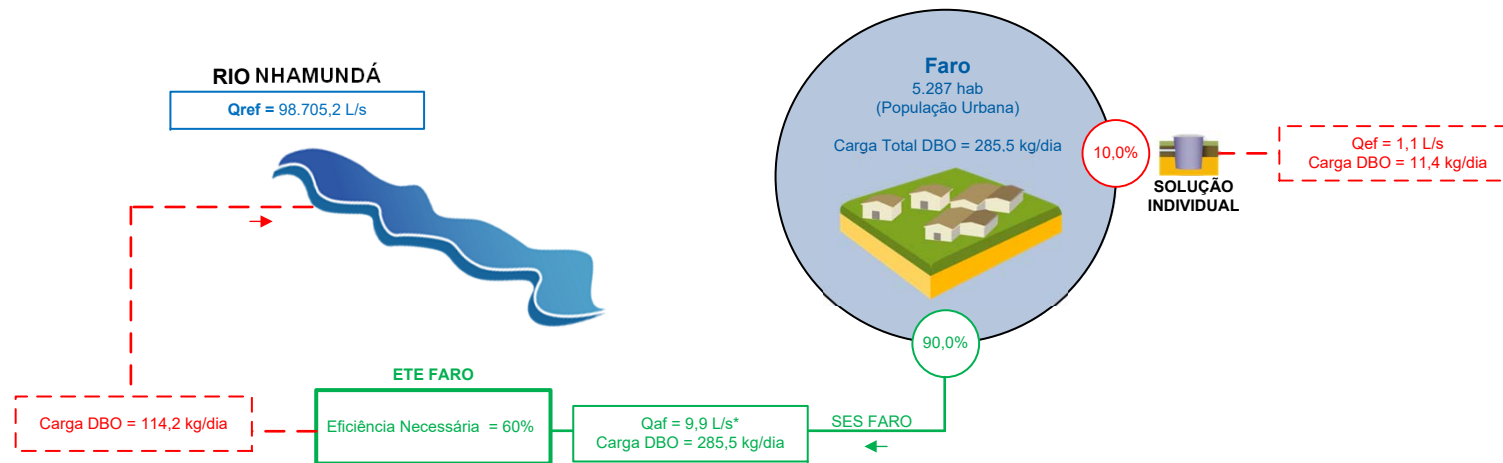 RIO NHAMUNDÁ
Qref = 98.705,2 L/s
Faro
5.287 hab
(População Urbana)
Carga Total DBO = 285,5 kg/dia
10,0%
SOLUÇÃO
INDIVIDUAL
Qef = 1,1 L/s
Carga DBO = 11,4 kg/dia
90,0%
ETE FARO
Carga DBO = 114,2 kg/dia
Eficiência Necessária = 60%
Qaf = 9,9 L/s*
Carga DBO = 285,5 kg/dia
SES FARO